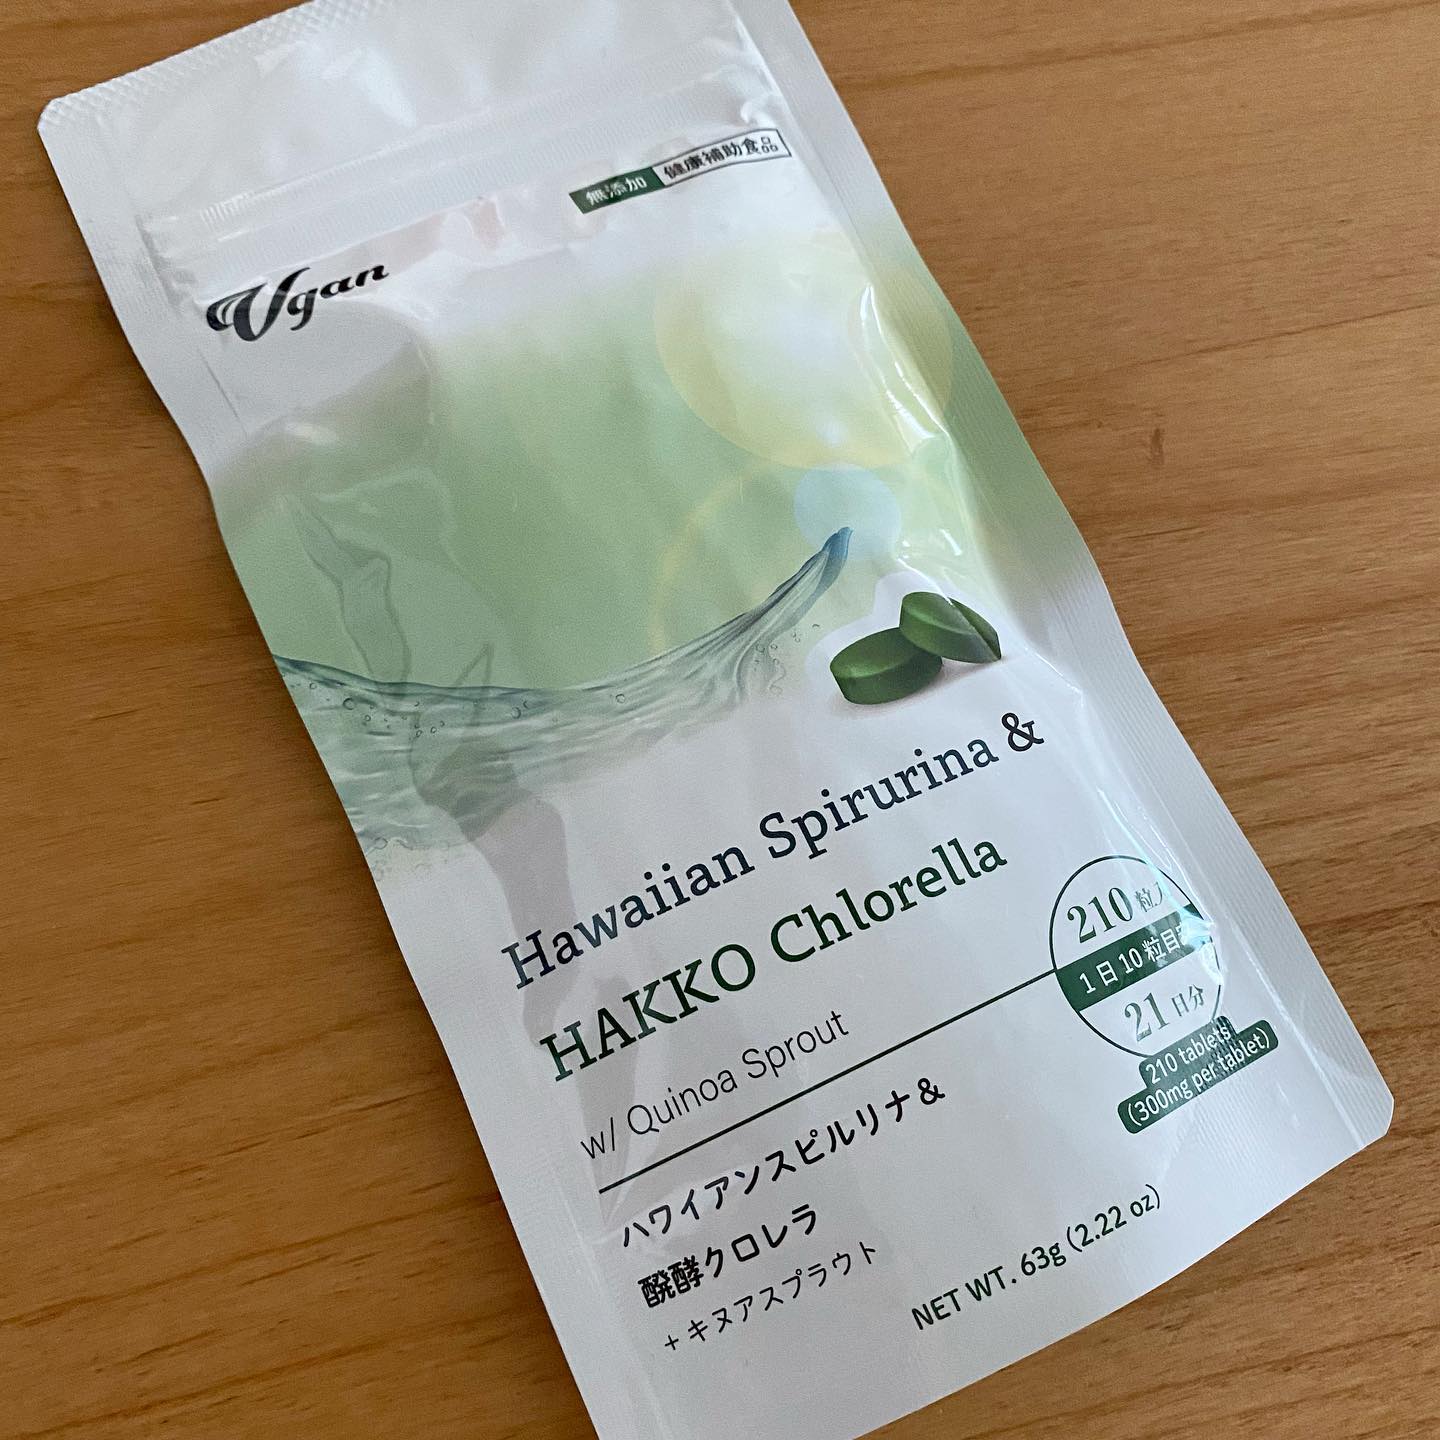 無添加 健康補助食品
Vgan
Hawaiian Spirurina &
HAKKO Chlorella
w/ Quinoa Sprout
210粒入
1日10粒目安
21日分
210 tablets
(300mg per tablet)
ハワイアンスピルリナ&
醗酵クロレラ
+キヌアスプラウト
NET WT. 63g (2.22 oz)